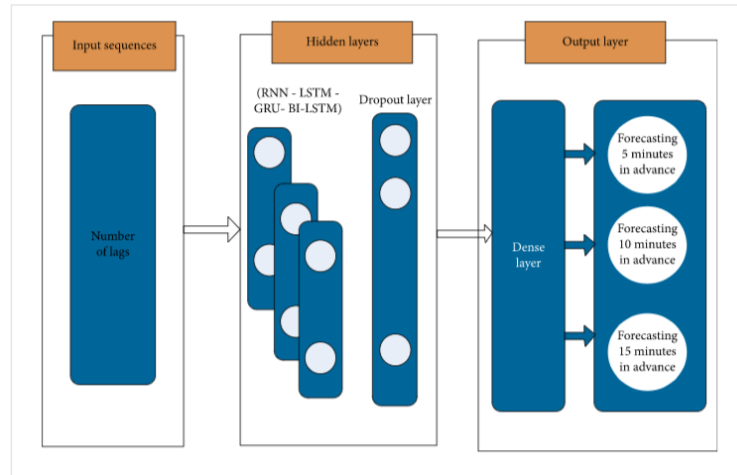 Input sequences
Number
of lags
Hidden layers
(RNN - LSTM -
GRU- BI-LSTM)
Dropout layer
Output layer
Dense
layer
Forecasting
5 minutes
in advance
Forecasting
10 minutes
in advance
Forecasting
15 minutes
in advance